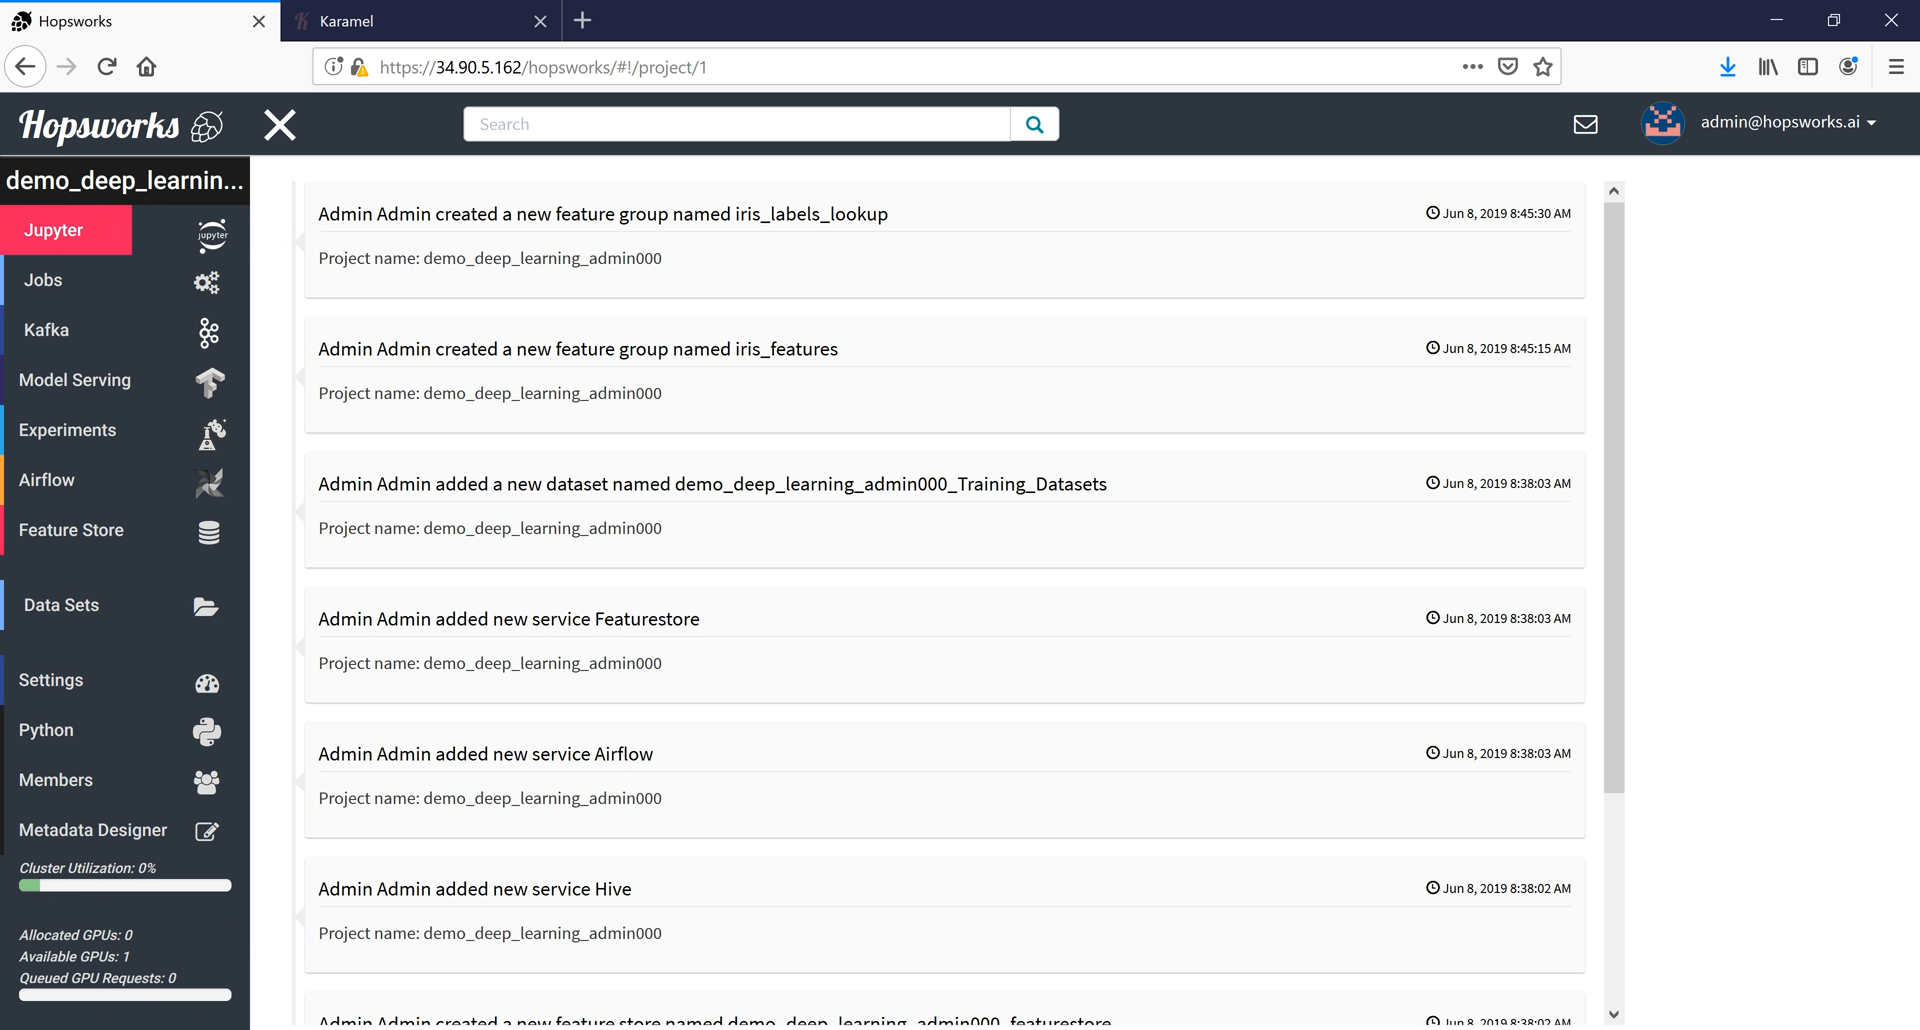 Hopsworks
Karamel
https://34.90.5.162/hopsworks/#!/project/1
Hopsworks
Search
admin@hopsworks.ai
demo_deep_learnin...
Jupyter
jupyter
Jobs
Kafka
Model Serving
Experiments
Airflow
Feature Store
Data Sets
Settings
Python
Members
Metadata Designer
Cluster Utilization: 0%
Allocated GPUs: 0
Available GPUs: 1
Queued GPU Requests: 0
Admin Admin created a new feature group named iris_labels_lookup
Jun 8, 2019 8:45:30 AM
Project name: demo_deep_learning_admin000
Admin Admin created a new feature group named iris_features
Jun 8, 2019 8:45:15 AM
Project name: demo_deep_learning_admin000
Admin Admin added a new dataset named demo_deep_learning_admin000_Training_Datasets
Jun 8, 2019 8:38:03 AM
Project name: demo_deep_learning_admin000
Admin Admin added new service Featurestore
Jun 8, 2019 8:38:03 AM
Project name: demo_deep_learning_admin000
Admin Admin added new service Airflow
Jun 8, 2019 8:38:03 AM
Project name: demo_deep_learning_admin000
Admin Admin added new service Hive
Jun 8, 2019 8:38:02 AM
Project name: demo_deep_learning_admin000
Admin Admin created a new feature store named demo_deep_learning_admin000_featurestore
Jun 8, 2019 8:38:02 AM